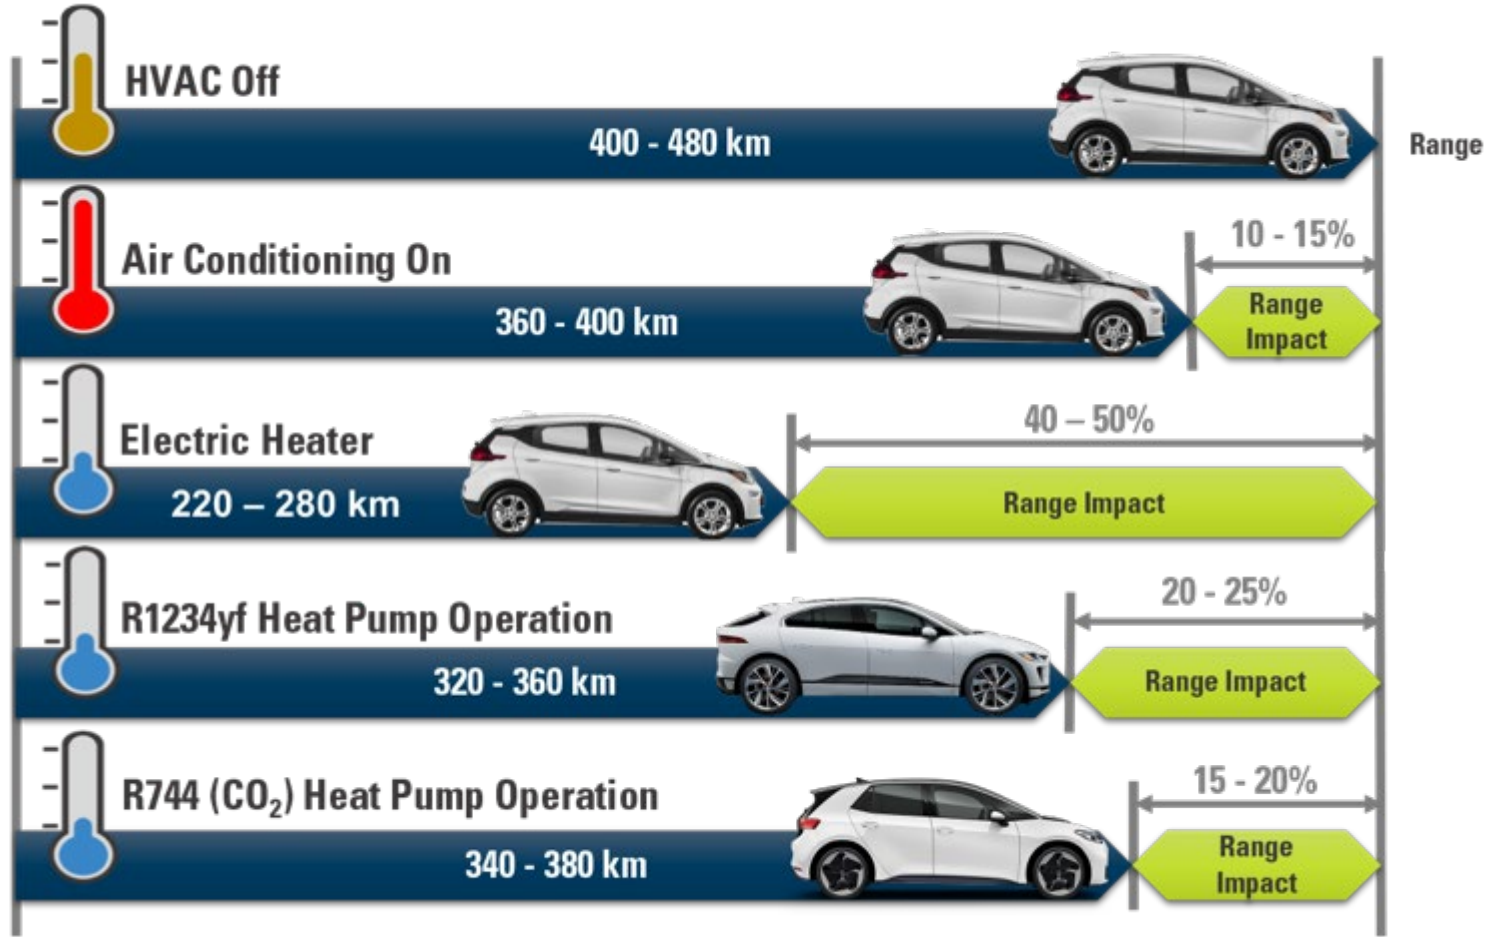 HVAC Off
400 - 480 km
Range
Air Conditioning On
10 - 15%
360 - 400 km
Range
Impact
Electric Heater
40 – 50%
220 – 280 km
Range Impact
R1234yf Heat Pump Operation
20 - 25%
320 - 360 km
Range Impact
R744 (CO₂) Heat Pump Operation
15 - 20%
340 - 380 km
Range
Impact